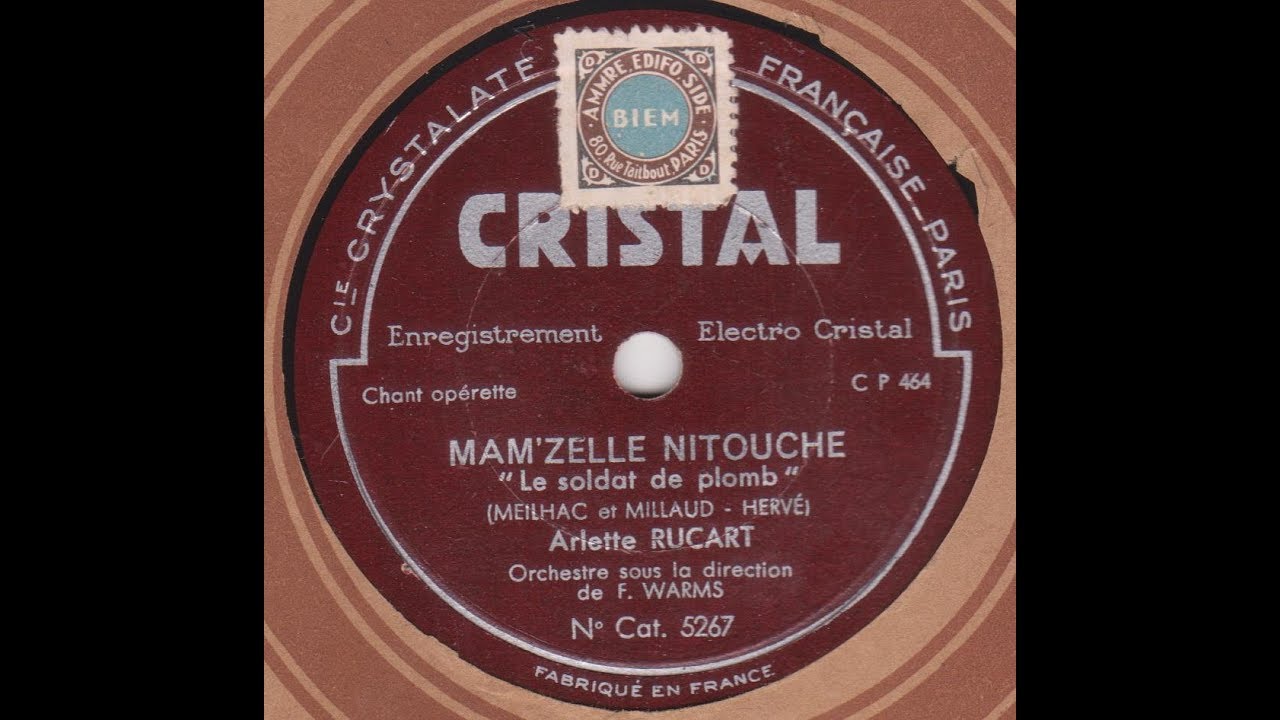 CIE CRYSTALATE FRANÇAISE_PARIS
AMMRE.EDIFO.SIDE
BIEM
80, Rue Taitbout.PARIS
D D
D D
CRISTAL
Enregistrement Electro Cristal
Chant opérette C P 464
MAM'ZELLE NITOUCHE
"Le soldat de plomb"
(MEILHAC et MILLAUD - HERVÉ)
Arlette RUCART
Orchestre sous la direction
de F. WARMS
N° Cat. 5267
FABRIQUÉ EN FRANCE